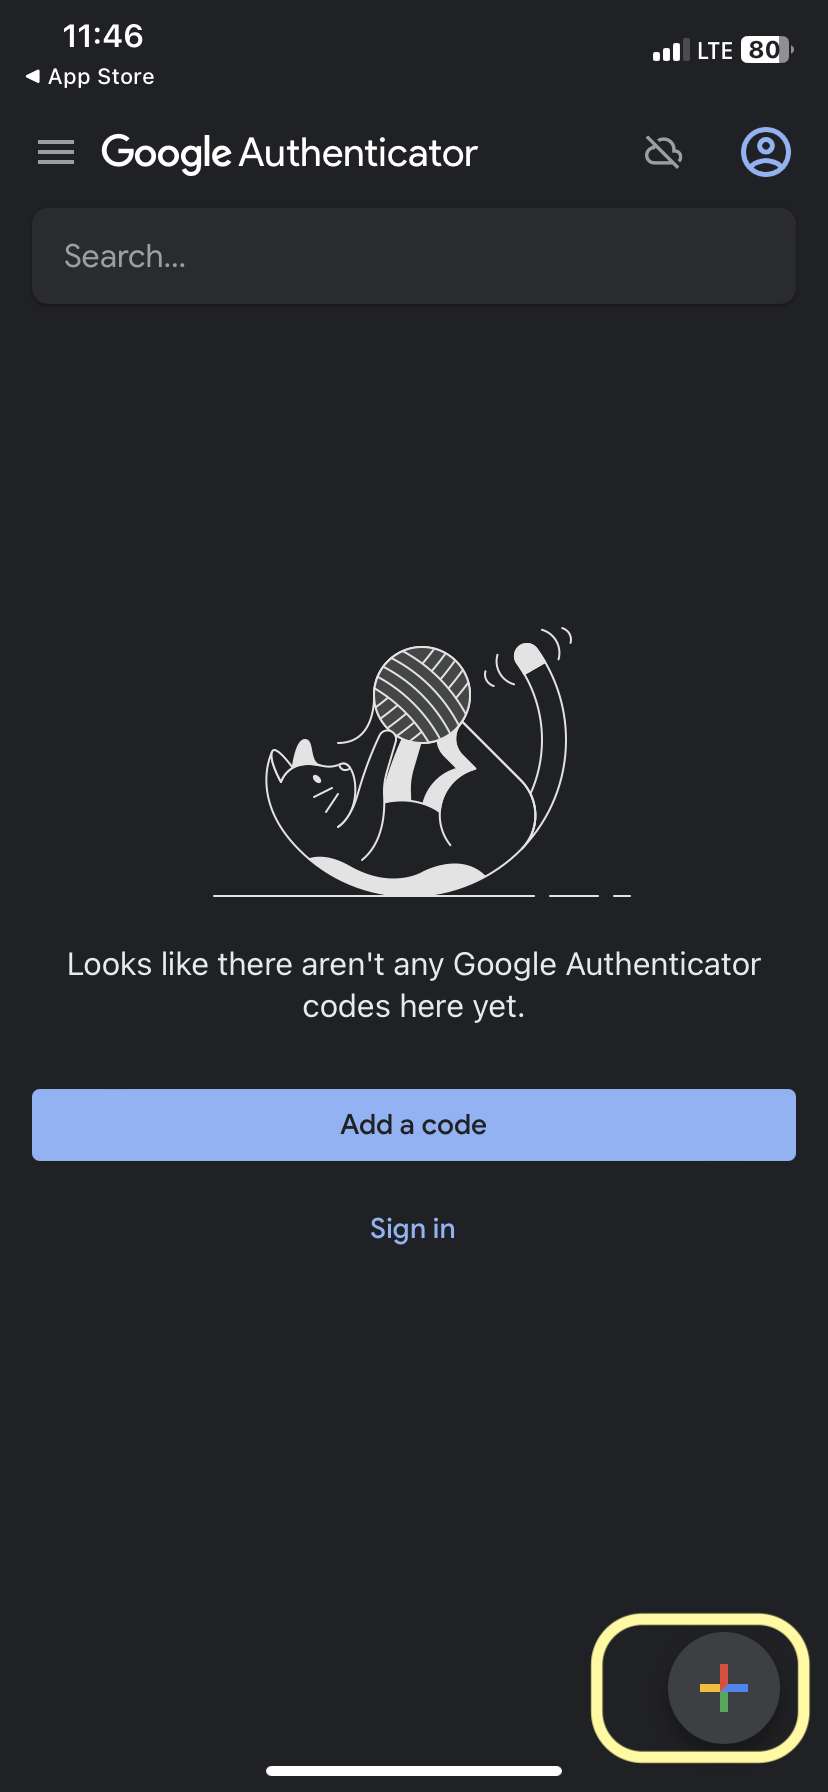 11:46
LTE 80
◀ App Store
Google Authenticator
Search...
Looks like there aren't any Google Authenticator
codes here yet.
Add a code
Sign in